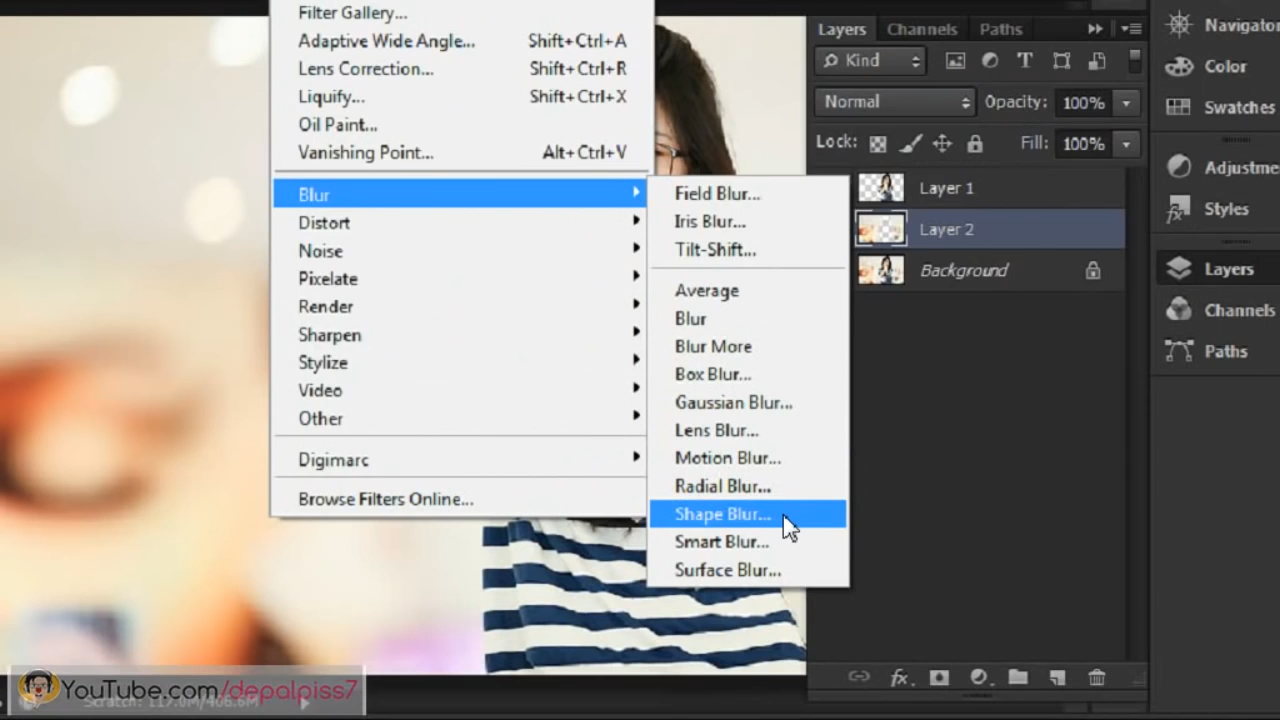 Filter Gallery...
Adaptive Wide Angle... Shift+Ctrl+A
Lens Correction... Shift+Ctrl+R
Liquify... Shift+Ctrl+X
Oil Paint...
Vanishing Point... Alt+Ctrl+V
Blur
Distort
Noise
Pixelate
Render
Sharpen
Stylize
Video
Other
Digimarc
Browse Filters Online...
Field Blur...
Iris Blur...
Tilt-Shift...
Average
Blur
Blur More
Box Blur...
Gaussian Blur...
Lens Blur...
Motion Blur...
Radial Blur...
Shape Blur...
Smart Blur...
Surface Blur...
Layers Channels Paths
Kind
Normal Opacity: 100%
Lock: Fill: 100%
Layer 1
Layer 2
Background
Navigator
Color
Swatches
Adjustme
Styles
Layers
Channels
Paths
YouTube.com/depalpiss7
Scratch: 117.0M/406.6M